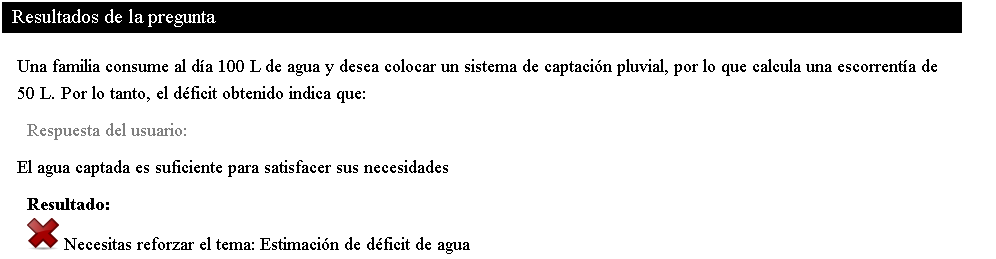 Resultados de la pregunta
Una familia consume al día 100 L de agua y desea colocar un sistema de captación pluvial, por lo que calcula una escorrentía de
50 L. Por lo tanto, el déficit obtenido indica que:
Respuesta del usuario:
El agua captada es suficiente para satisfacer sus necesidades
Resultado:
Necesitas reforzar el tema: Estimación de déficit de agua